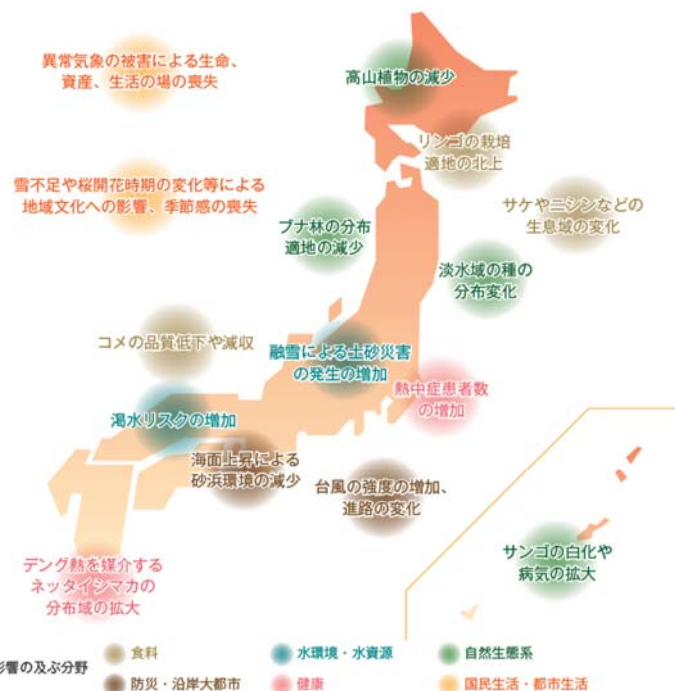 異常気象の被害による生命、
資産、生活の場の喪失
高山植物の減少
リンゴの栽培
適地の北上
雪不足や桜開花時期の変化等による
地域文化への影響、季節感の喪失
サケやニシンなどの
生息域の変化
ブナ林の分布
適地の減少
淡水域の種の
分布変化
コメの品質低下や減収
融雪による土砂災害
の発生の増加
熱中症患者数
の増加
渇水リスクの増加
海面上昇による
砂浜環境の減少
台風の強度の増加、
進路の変化
サンゴの白化や
病気の拡大
デング熱を媒介する
ネッタイシマカの
分布域の拡大
影響の及ぶ分野
食料
水環境・水資源
自然生態系
防災・沿岸大都市
健康
国民生活・都市生活